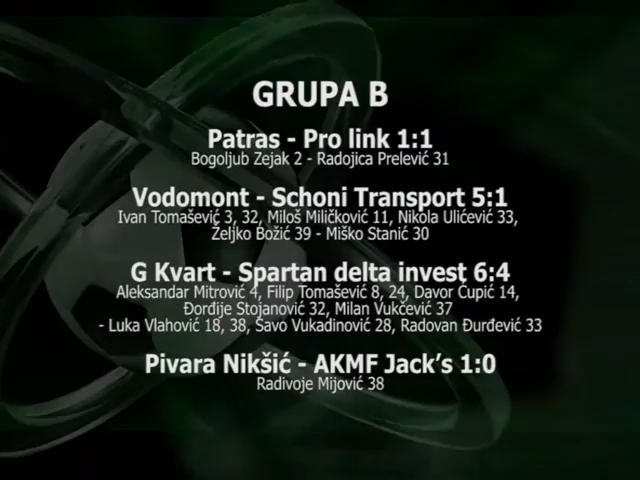 GRUPA B
Patras - Pro link 1:1
Bogoljub Zejak 2 - Radojica Prelević 31
Vodomont - Schoni Transport 5:1
Ivan Tomašević 3, 32, Miloš Miličković 11, Nikola Ulićević 33,
Željko Božić 39 - Miško Stanić 30
G Kvart - Spartan delta invest 6:4
Aleksandar Mitrović 4, Filip Tomašević 8, 24, Davor Čupić 14,
Đorđije Stojanović 32, Milan Vukčević 37
- Luka Vlahović 18, 38, Savo Vukadinović 28, Radovan Đurđević 33
Pivara Nikšić - AKMF Jack's 1:0
Radivoje Mijović 38